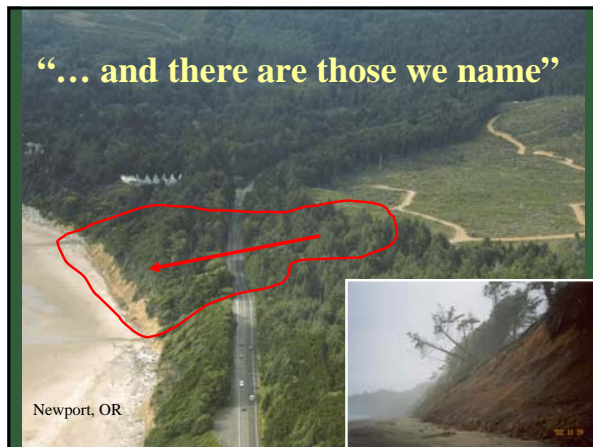 “… and there are those we name”
Newport, OR